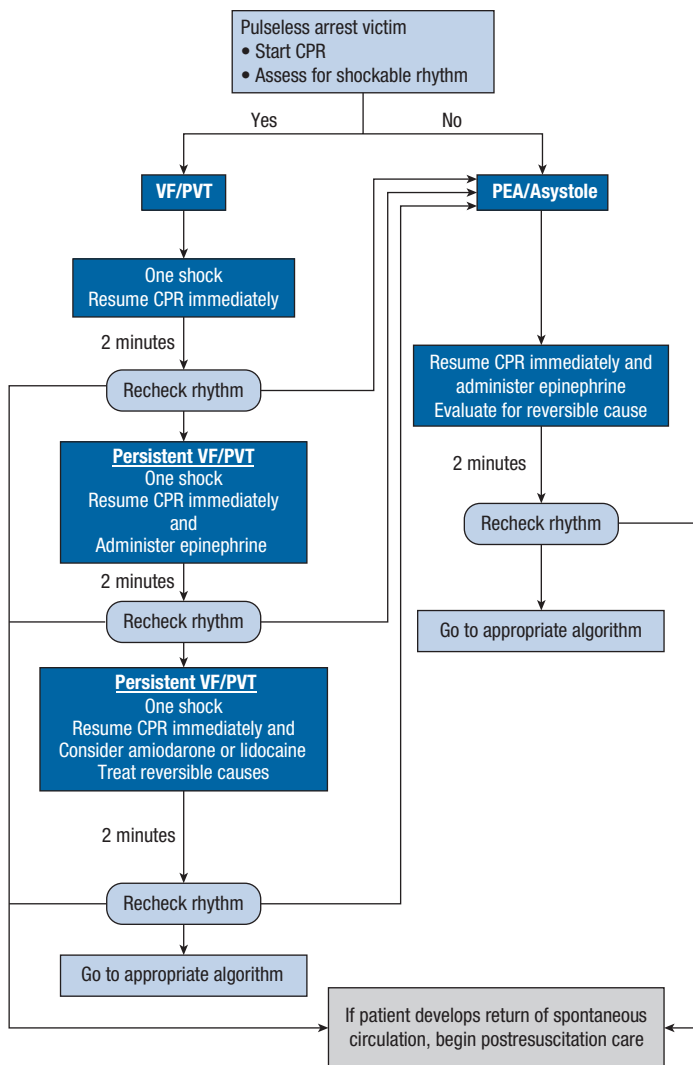 Pulseless arrest victim
• Start CPR
• Assess for shockable rhythm
Yes
No
VF/PVT
PEA/Asystole
One shock
Resume CPR immediately
2 minutes
Recheck rhythm
Persistent VF/PVT
One shock
Resume CPR immediately
and
Administer epinephrine
2 minutes
Recheck rhythm
Persistent VF/PVT
One shock
Resume CPR immediately and
Consider amiodarone or lidocaine
Treat reversible causes
2 minutes
Recheck rhythm
Go to appropriate algorithm
Resume CPR immediately and
administer epinephrine
Evaluate for reversible cause
2 minutes
Recheck rhythm
Go to appropriate algorithm
If patient develops return of spontaneous
circulation, begin postresuscitation care